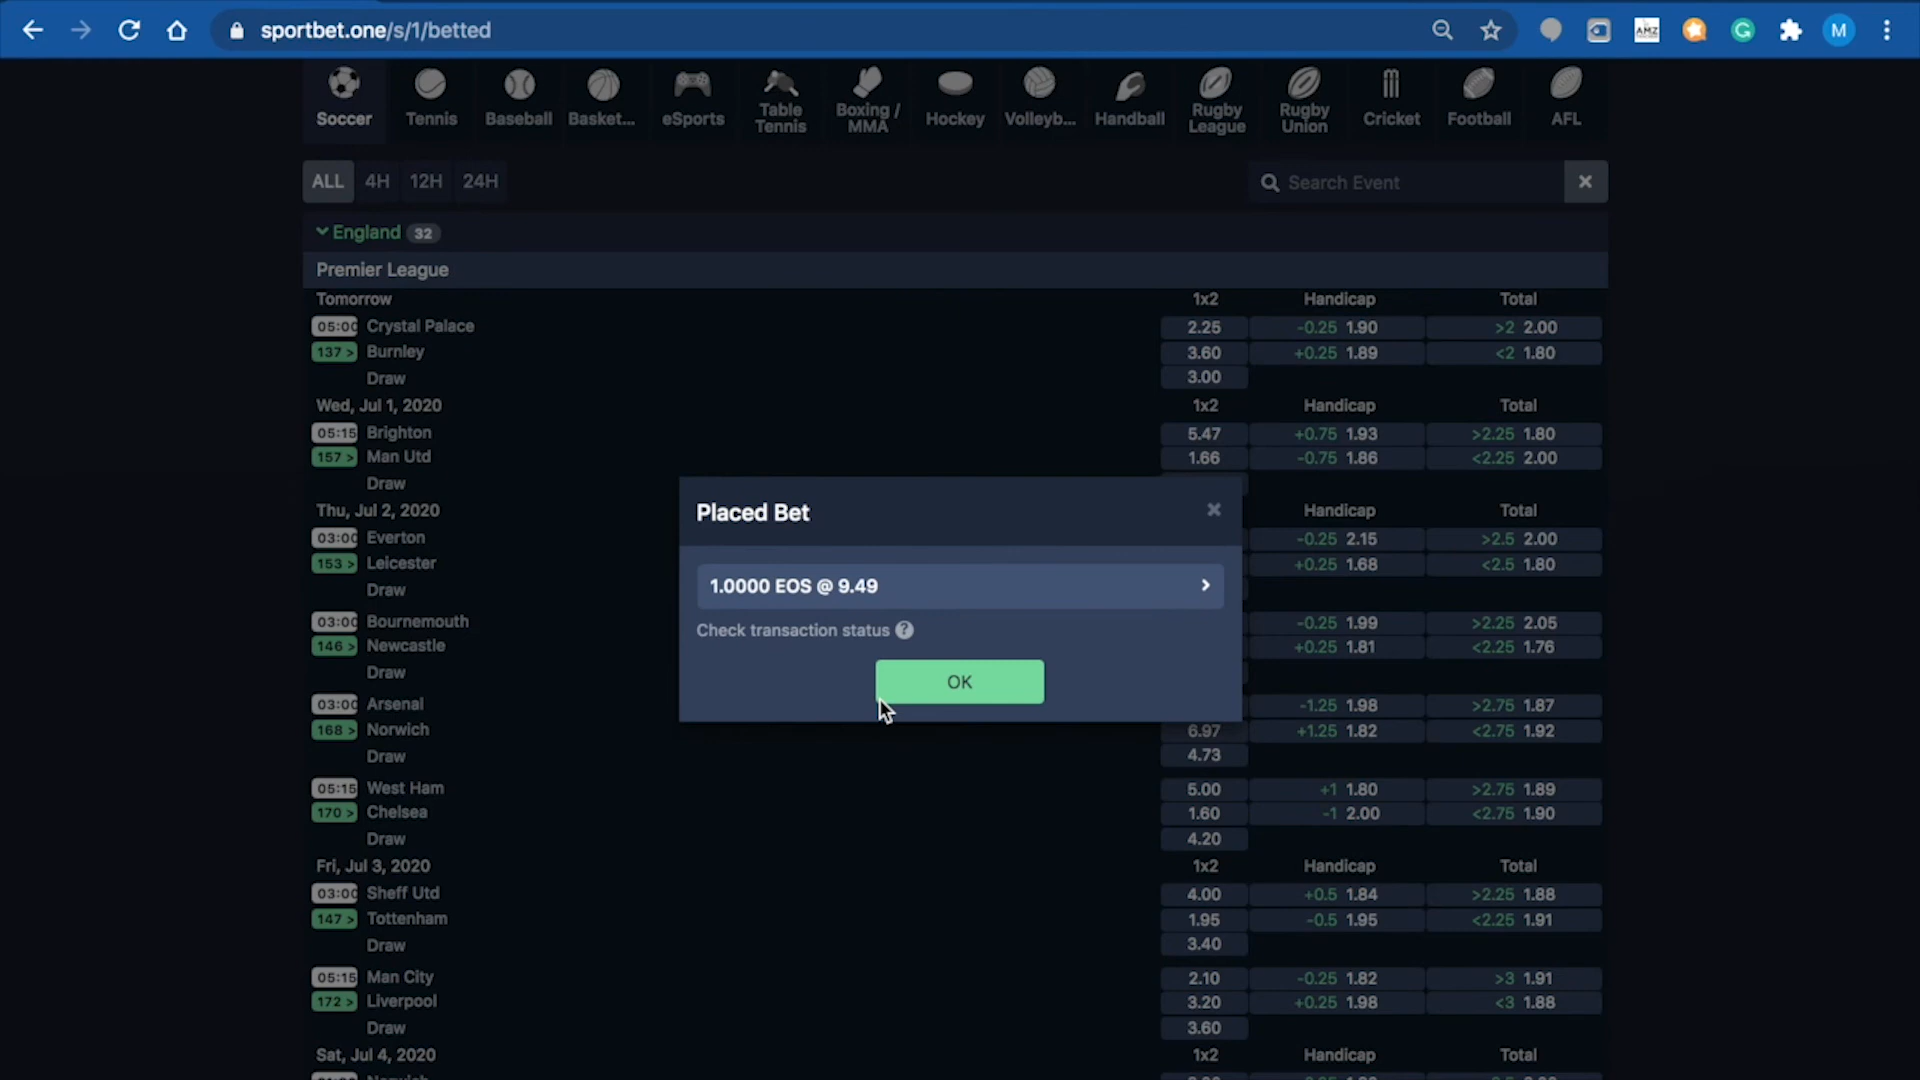 sportbet.one/s/1/betted
AMZ
G
M
Soccer
Tennis
Baseball
Basket...
eSports
Table Tennis
Boxing / MMA
Hockey
Volleyb...
Handball
Rugby League
Rugby Union
Cricket
Football
AFL
ALL 4H 12H 24H
Search Event
England 32
Premier League
Tomorrow 1x2 Handicap Total
05:00 Crystal Palace 2.25 -0.25 1.90 >2 2.00
137 > Burnley 3.60 +0.25 1.89 <2 1.80
Draw 3.00
Wed, Jul 1, 2020 1x2 Handicap Total
05:15 Brighton 5.47 +0.75 1.93 >2.25 1.80
157 > Man Utd 1.66 -0.75 1.86 <2.25 2.00
Draw
Thu, Jul 2, 2020 Handicap Total
03:00 Everton -0.25 2.15 >2.5 2.00
153 > Leicester +0.25 1.68 <2.5 1.80
Draw
03:00 Bournemouth -0.25 1.99 >2.25 2.05
146 > Newcastle +0.25 1.81 <2.25 1.76
Draw
03:00 Arsenal -1.25 1.98 >2.75 1.87
168 > Norwich 6.97 +1.25 1.82 <2.75 1.92
Draw 4.73
05:15 West Ham 5.00 +1 1.80 >2.75 1.89
170 > Chelsea 1.60 -1 2.00 <2.75 1.90
Draw 4.20
Fri, Jul 3, 2020 1x2 Handicap Total
03:00 Sheff Utd 4.00 +0.5 1.84 >2.25 1.88
147 > Tottenham 1.95 -0.5 1.95 <2.25 1.91
Draw 3.40
05:15 Man City 2.10 -0.25 1.82 >3 1.91
172 > Liverpool 3.20 +0.25 1.98 <3 1.88
Draw 3.60
Sat, Jul 4, 2020 1x2 Handicap Total
Placed Bet
1.0000 EOS @ 9.49
Check transaction status ?
OK